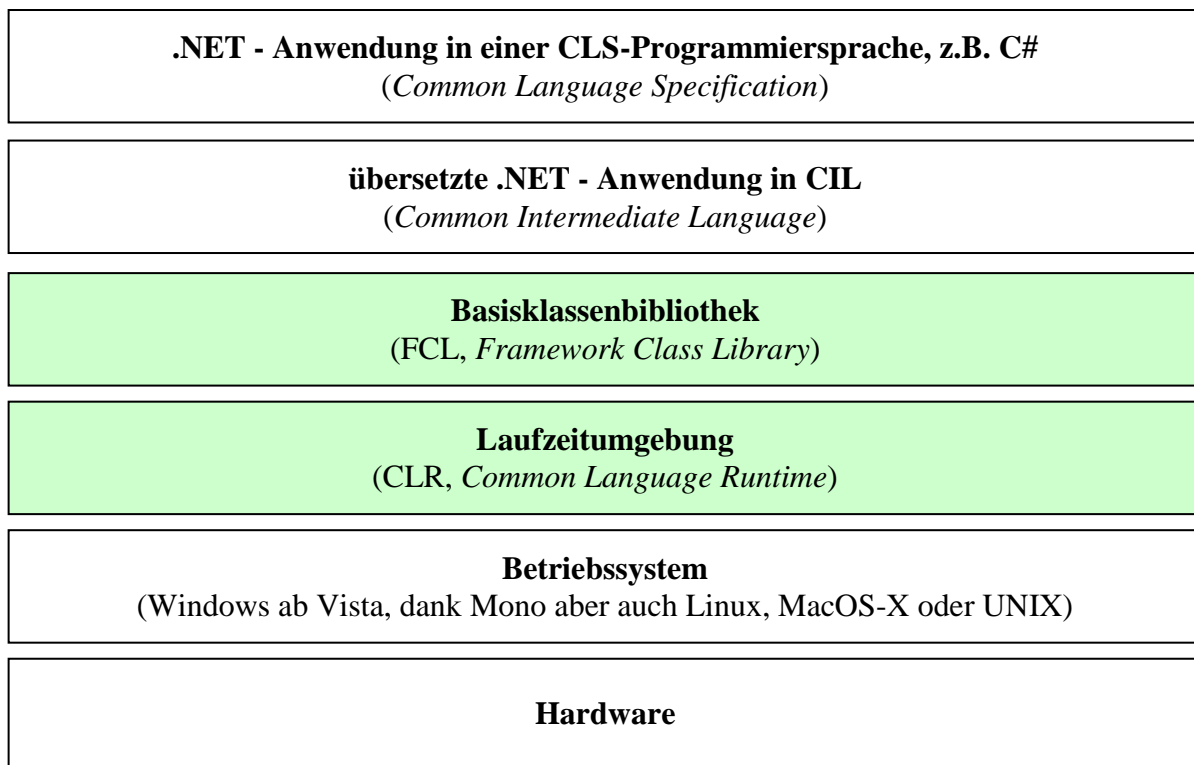 .NET - Anwendung in einer CLS-Programmiersprache, z.B. C#
(Common Language Specification)
übersetzte .NET - Anwendung in CIL
(Common Intermediate Language)
Basisklassenbibliothek
(FCL, Framework Class Library)
Laufzeitumgebung
(CLR, Common Language Runtime)
Betriebssystem
(Windows ab Vista, dank Mono aber auch Linux, MacOS-X oder UNIX)
Hardware